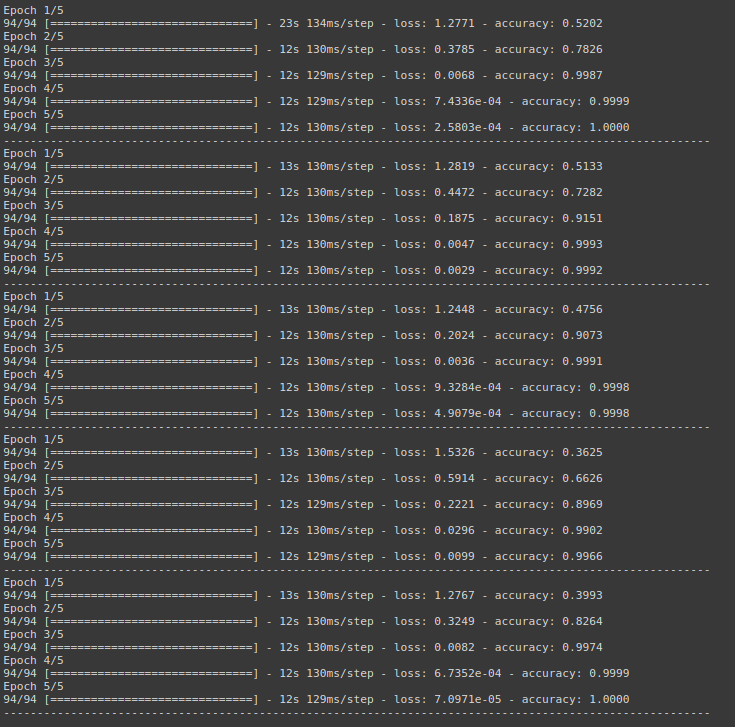 Epoch 1/5
94/94 [==============================] - 23s 134ms/step - loss: 1.2771 - accuracy: 0.5202
Epoch 2/5
94/94 [==============================] - 12s 130ms/step - loss: 0.3785 - accuracy: 0.7826
Epoch 3/5
94/94 [==============================] - 12s 129ms/step - loss: 0.0068 - accuracy: 0.9987
Epoch 4/5
94/94 [==============================] - 12s 129ms/step - loss: 7.4336e-04 - accuracy: 0.9999
Epoch 5/5
94/94 [==============================] - 12s 130ms/step - loss: 2.5803e-04 - accuracy: 1.0000
---------------------------------------------------------------------------------------------------------
Epoch 1/5
94/94 [==============================] - 13s 130ms/step - loss: 1.2819 - accuracy: 0.5133
Epoch 2/5
94/94 [==============================] - 12s 130ms/step - loss: 0.4472 - accuracy: 0.7282
Epoch 3/5
94/94 [==============================] - 12s 130ms/step - loss: 0.1875 - accuracy: 0.9151
Epoch 4/5
94/94 [==============================] - 12s 130ms/step - loss: 0.0047 - accuracy: 0.9993
Epoch 5/5
94/94 [==============================] - 12s 130ms/step - loss: 0.0029 - accuracy: 0.9992
---------------------------------------------------------------------------------------------------------
Epoch 1/5
94/94 [==============================] - 13s 130ms/step - loss: 1.2448 - accuracy: 0.4756
Epoch 2/5
94/94 [==============================] - 12s 130ms/step - loss: 0.2024 - accuracy: 0.9073
Epoch 3/5
94/94 [==============================] - 12s 130ms/step - loss: 0.0036 - accuracy: 0.9991
Epoch 4/5
94/94 [==============================] - 12s 130ms/step - loss: 9.3284e-04 - accuracy: 0.9998
Epoch 5/5
94/94 [==============================] - 12s 130ms/step - loss: 4.9079e-04 - accuracy: 0.9998
---------------------------------------------------------------------------------------------------------
Epoch 1/5
94/94 [==============================] - 13s 130ms/step - loss: 1.5326 - accuracy: 0.3625
Epoch 2/5
94/94 [==============================] - 12s 130ms/step - loss: 0.5914 - accuracy: 0.6626
Epoch 3/5
94/94 [==============================] - 12s 129ms/step - loss: 0.2221 - accuracy: 0.8969
Epoch 4/5
94/94 [==============================] - 12s 130ms/step - loss: 0.0296 - accuracy: 0.9902
Epoch 5/5
94/94 [==============================] - 12s 129ms/step - loss: 0.0099 - accuracy: 0.9966
---------------------------------------------------------------------------------------------------------
Epoch 1/5
94/94 [==============================] - 13s 130ms/step - loss: 1.2767 - accuracy: 0.3993
Epoch 2/5
94/94 [==============================] - 12s 130ms/step - loss: 0.3249 - accuracy: 0.8264
Epoch 3/5
94/94 [==============================] - 12s 130ms/step - loss: 0.0082 - accuracy: 0.9974
Epoch 4/5
94/94 [==============================] - 12s 130ms/step - loss: 6.7352e-04 - accuracy: 0.9999
Epoch 5/5
94/94 [==============================] - 12s 129ms/step - loss: 7.0971e-05 - accuracy: 1.0000
---------------------------------------------------------------------------------------------------------